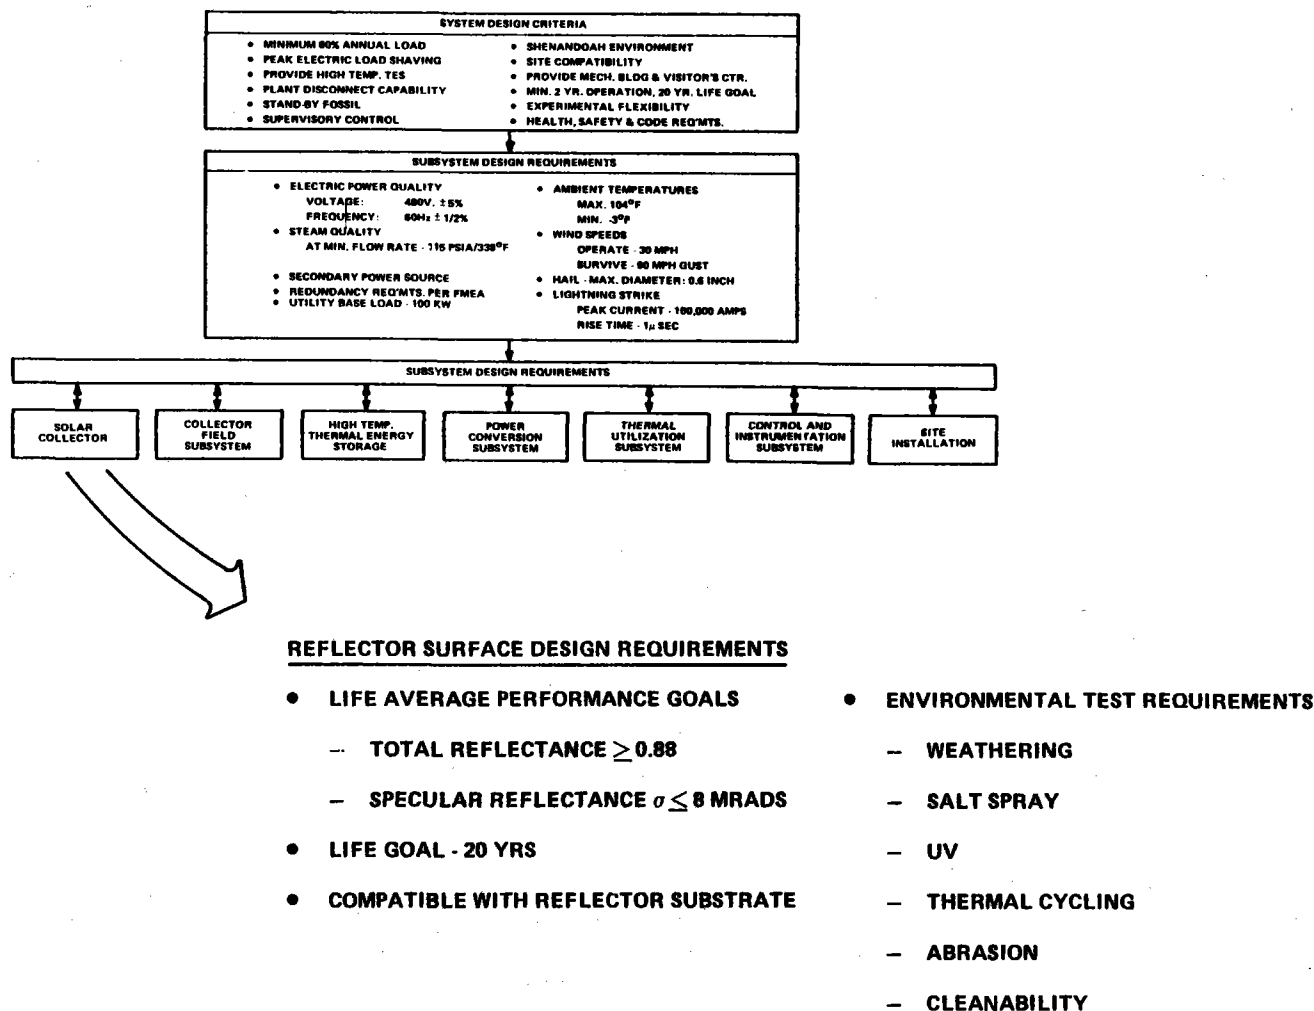 SYSTEM DESIGN CRITERIA
• MINIMUM 60% ANNUAL LOAD
• PEAK ELECTRIC LOAD SHAVING
• PROVIDE HIGH TEMP. TES
• PLANT DISCONNECT CAPABILITY
• STAND-BY FOSSIL
• SUPERVISORY CONTROL
• SHENANDOAH ENVIRONMENT
• SITE COMPATIBILITY
• PROVIDE MECH. BLDG & VISITOR'S CTR.
• MIN. 2 YR. OPERATION, 20 YR. LIFE GOAL
• EXPERIMENTAL FLEXIBILITY
• HEALTH, SAFETY & CODE REQ'MTS.
SUBSYSTEM DESIGN REQUIREMENTS
• ELECTRIC POWER QUALITY
VOLTAGE: 480V. ± 5%
FREQUENCY: 60Hz ± 1/2%
• STEAM QUALITY
AT MIN. FLOW RATE - 115 PSIA/338°F
• SECONDARY POWER SOURCE
• REDUNDANCY REQ'MTS. PER FMEA
• UTILITY BASE LOAD - 100 KW
• AMBIENT TEMPERATURES
MAX. 104°F
MIN. -3°F
• WIND SPEEDS
OPERATE - 30 MPH
SURVIVE - 90 MPH GUST
• HAIL - MAX. DIAMETER:
• LIGHTNING STRIKE
PEAK CURRENT - AMPS
RISE TIME - 1μ SEC
SUBSYSTEM DESIGN REQUIREMENTS
SOLAR
COLLECTOR
COLLECTOR
FIELD
SUBSYSTEM
HIGH TEMP.
THERMAL ENERGY
STORAGE
POWER
CONVERSION
SUBSYSTEM
THERMAL
UTILIZATION
SUBSYSTEM
CONTROL AND
INSTRUMENTATION
SUBSYSTEM
SITE
INSTALLATION
REFLECTOR SURFACE DESIGN REQUIREMENTS
• LIFE AVERAGE PERFORMANCE GOALS
– TOTAL REFLECTANCE ≥ 0.88
– SPECULAR REFLECTANCE σ ≤ 8 MRADS
• LIFE GOAL - 20 YRS
• COMPATIBLE WITH REFLECTOR SUBSTRATE
• ENVIRONMENTAL TEST REQUIREMENTS
– WEATHERING
– SALT SPRAY
– UV
– THERMAL CYCLING
– ABRASION
– CLEANABILITY